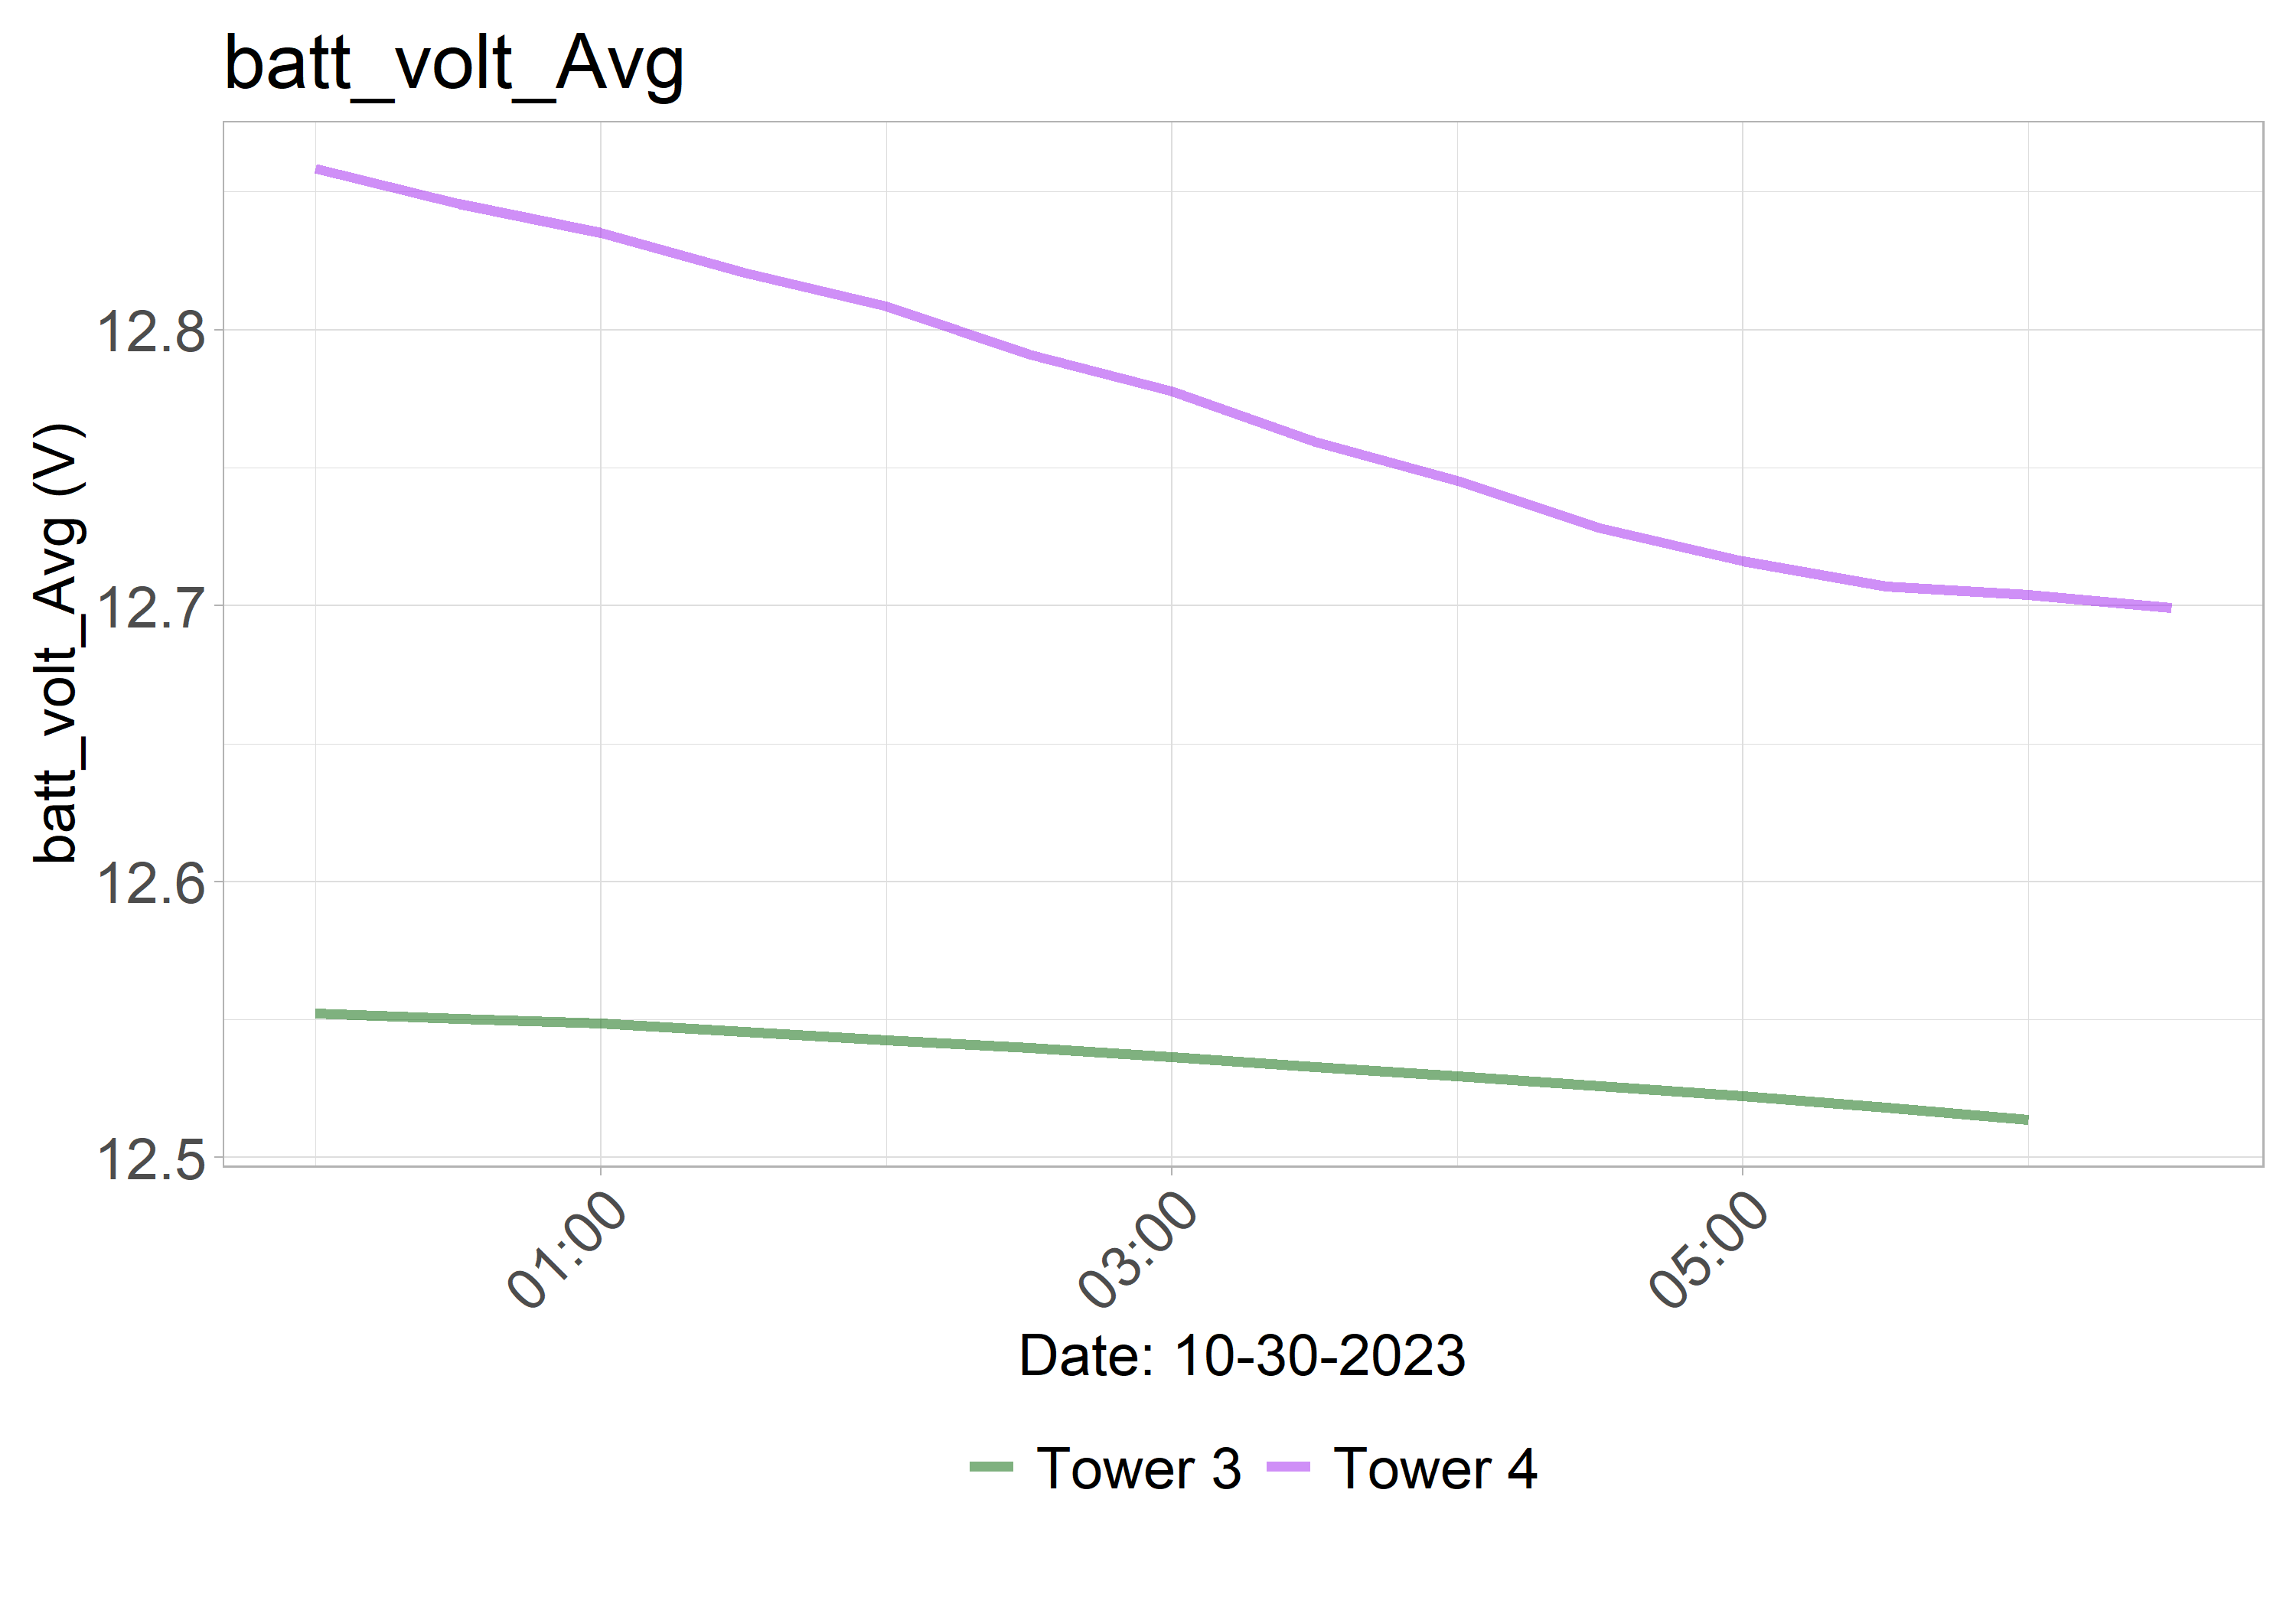 batt_volt_Avg
batt_volt_Avg (V)
12.8
12.7
12.6
12.5
01:00
03:00
05:00
Date: 10-30-2023
Tower 3
Tower 4